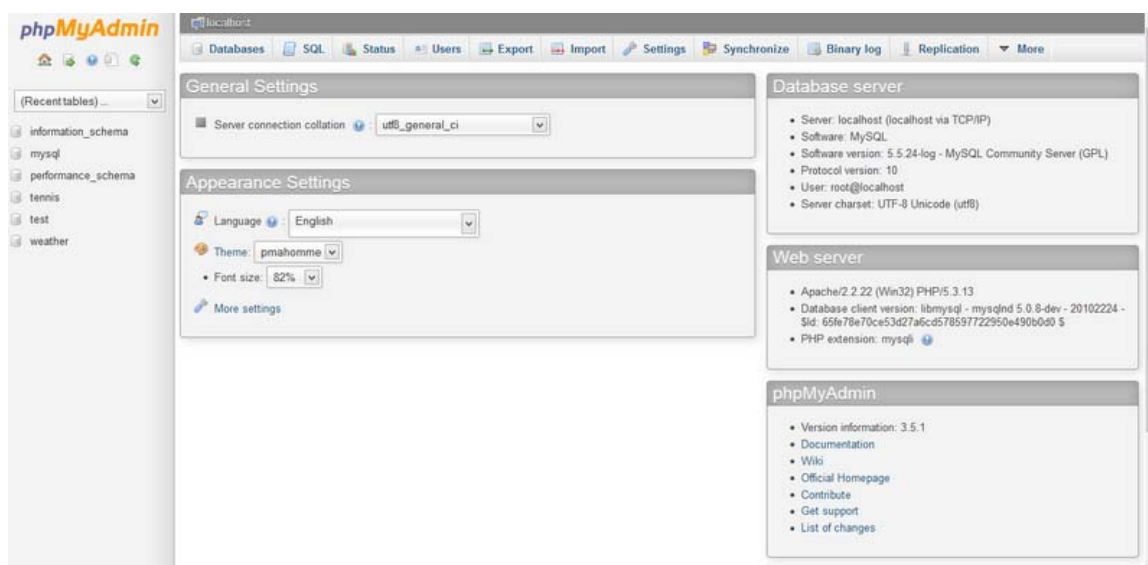 phpMyAdmin
(Recent tables) ...
information_schema
mysql
performance_schema
tennis
test
weather
localhost
Databases SQL Status Users Export Import Settings Synchronize Binary log Replication More
General Settings
Server connection collation : utf8_general_ci
Appearance Settings
Language : English
Theme: pmahomme
• Font size: 82%
More settings
Database server
• Server: localhost (localhost via TCP/IP)
• Software: MySQL
• Software version: 5.5.24-log - MySQL Community Server (GPL)
• Protocol version: 10
• User: root@localhost
• Server charset: UTF-8 Unicode (utf8)
Web server
• Apache/2.2.22 (Win32) PHP/5.3.13
• Database client version: libmysql - mysqlnd 5.0.8-dev - 20102224 -
$Id: 65fe78e70ce53d27a6cd578597722950e490b0d0 $
• PHP extension: mysqli
phpMyAdmin
• Version information: 3.5.1
• Documentation
• Wiki
• Official Homepage
• Contribute
• Get support
• List of changes